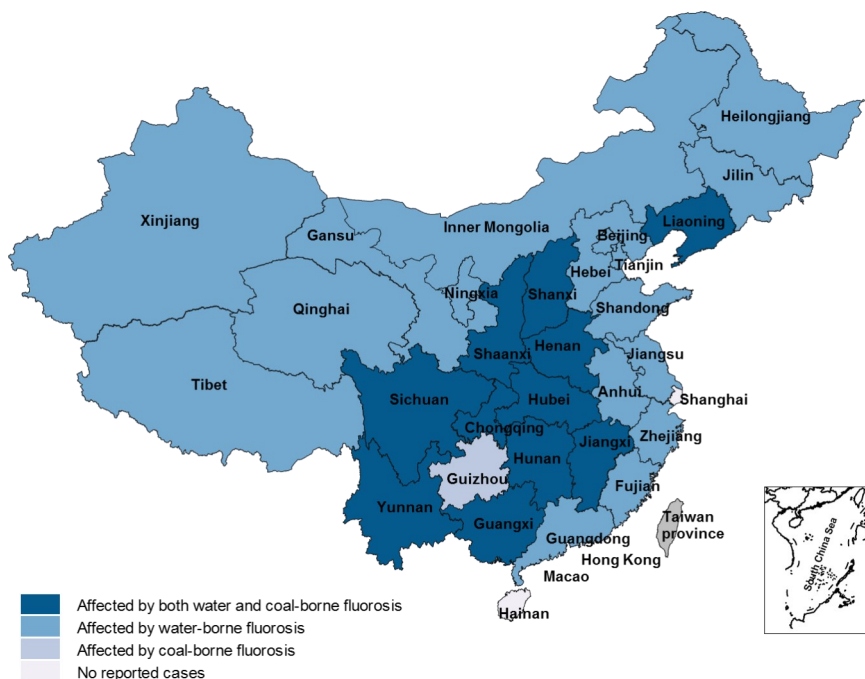 Heilongjiang
Jilin
Xinjiang
Inner Mongolia
Liaoning
Gansu
Beijing
Tianjin
Hebei
Ningxia
Shanxi
Qinghai
Shandong
Shaanxi
Henan
Jiangsu
Tibet
Anhui
Sichuan
Hubei
Shanghai
Chongqing
Zhejiang
Jiangxi
Hunan
Guizhou
Fujian
Yunnan
Guangxi
Taiwan
province
Guangdong
Hong Kong
Macao
Hainan
South China Sea
Affected by both water and coal-borne fluorosis
Affected by water-borne fluorosis
Affected by coal-borne fluorosis
No reported cases